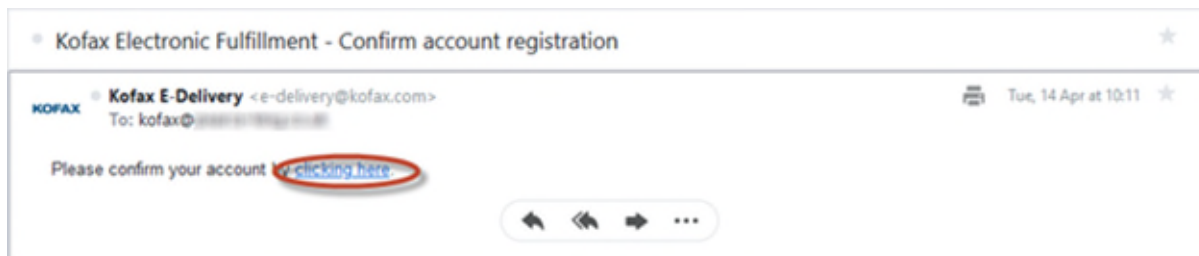 Kofax Electronic Fulfillment - Confirm account registration
KOFAX
Kofax E-Delivery <e-delivery@kofax.com>
Tue, 14 Apr at 10:11
To: kofax@
Please confirm your account by clicking here.